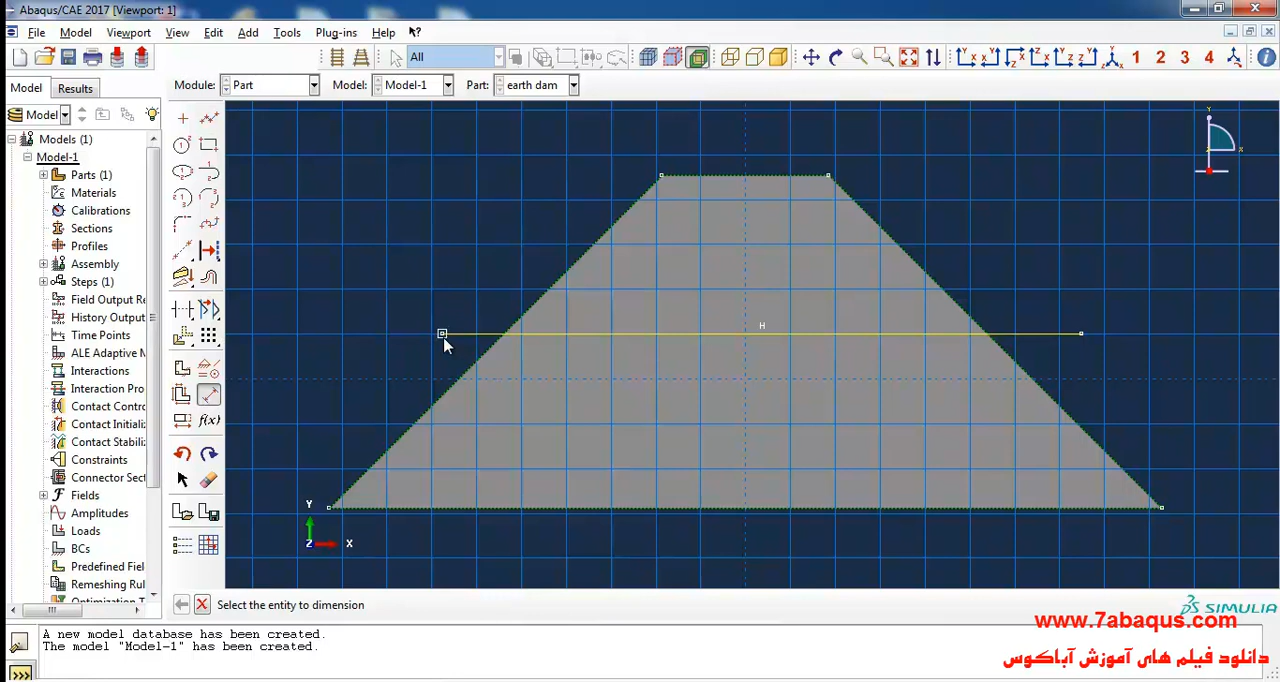 Abaqus/CAE 2017 [Viewport: 1]
File Model Viewport View Edit Add Tools Plug-ins Help
All
1 2 3 4
Model Results
Module: Part Model: Model-1 Part: earth dam
Model
Models (1)
Model-1
Parts (1)
Materials
Calibrations
Sections
Profiles
Assembly
Steps (1)
Field Output Re
History Output
Time Points
ALE Adaptive M
Interactions
Interaction Pro
Contact Contro
Contact Initializ
Contact Stabiliz
Constraints
Connector Sect
Fields
Amplitudes
Loads
BCs
Predefined Fiel
Remeshing Rul
f(x)
H
Y
X
Y
Z
X
Select the entity to dimension
SIMULIA
A new model database has been created.
The model "Model-1" has been created.
www.7abaqus.com
دانلود فیلم های آموزش آباکوس
>>>